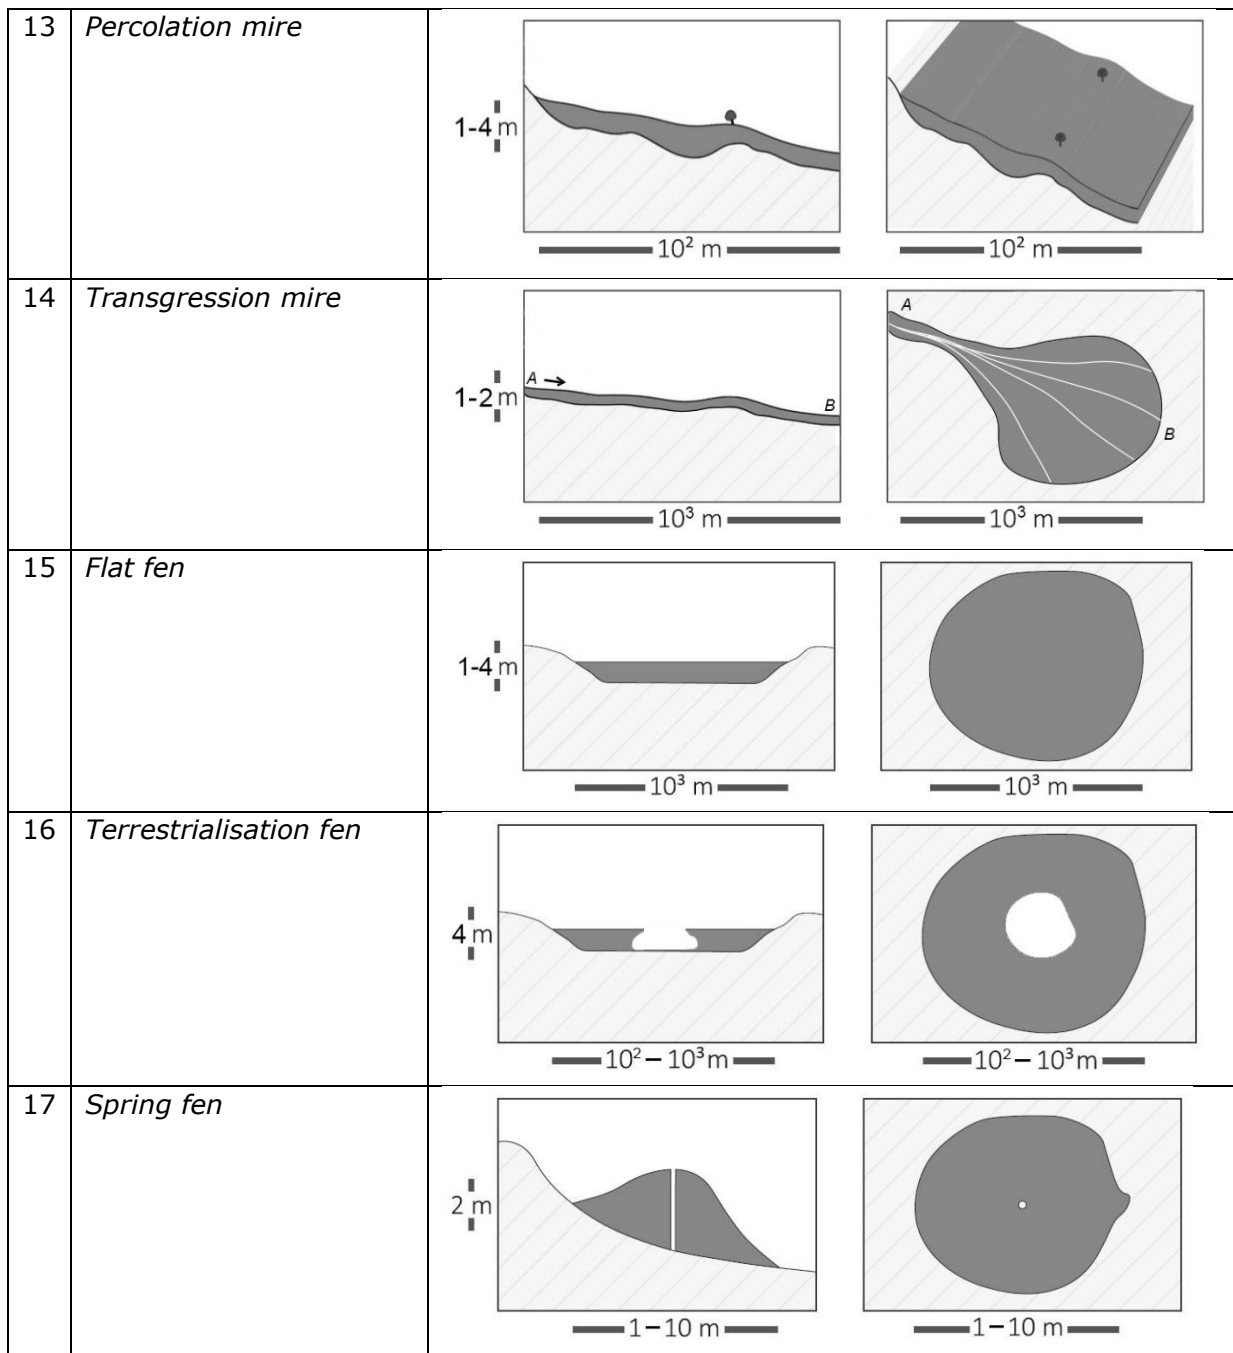 13 Percolation mire
1-4 m
10² m
10² m
14 Transgression mire
A
A
1-2 m
B
B
10³ m
10³ m
15 Flat fen
1-4 m
10³ m
10³ m
16 Terrestrialisation fen
4 m
10² – 10³ m
10² – 10³ m
17 Spring fen
2 m
1–10 m
1–10 m